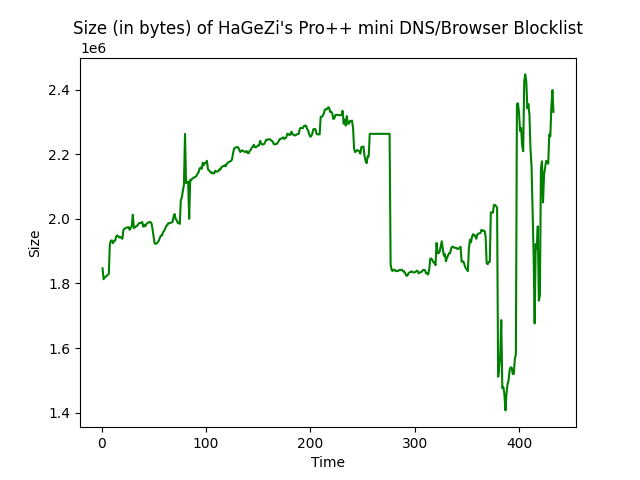 Size (in bytes) of HaGeZi's Pro++ mini DNS/Browser Blocklist
1e6
2.4
2.2
2.0
1.8
1.6
1.4
Size
0 100 200 300 400
Time